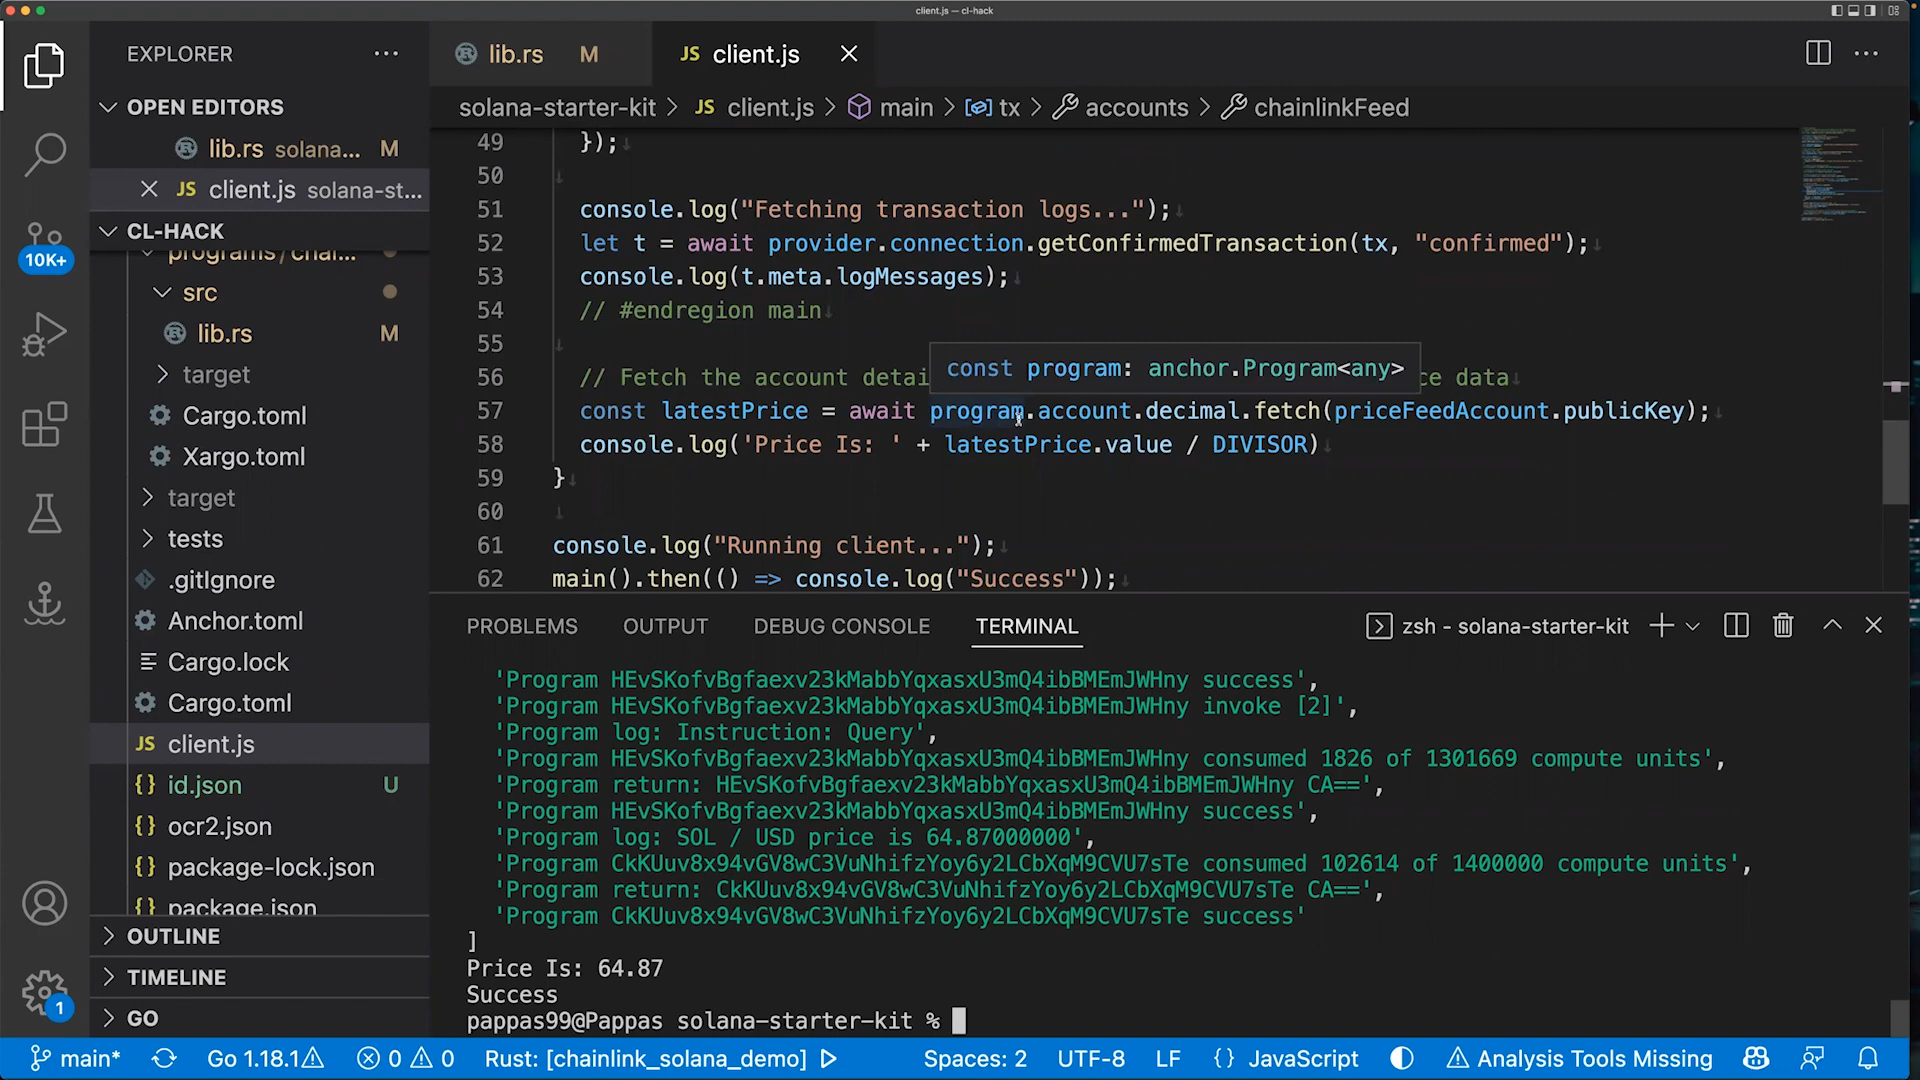 client.js — cl-hack
EXPLORER
OPEN EDITORS
lib.rs solana... M
JS client.js solana-st...
CL-HACK
programs/chai...
src
lib.rs M
target
Cargo.toml
Xargo.toml
target
tests
.gitIgnore
Anchor.toml
Cargo.lock
Cargo.toml
JS client.js
{} id.json U
{} ocr2.json
{} package-lock.json
{} package.json
OUTLINE
TIMELINE
GO
10K+
1
lib.rs M
JS client.js
solana-starter-kit > JS client.js > main > tx > accounts > chainlinkFeed
49 });
50
51 console.log("Fetching transaction logs...");
52 let t = await provider.connection.getConfirmedTransaction(tx, "confirmed");
53 console.log(t.meta.logMessages);
54 // #endregion main
55
const program: anchor.Program<any>
56 // Fetch the account detai ce data
57 const latestPrice = await program.account.decimal.fetch(priceFeedAccount.publicKey);
58 console.log('Price Is: ' + latestPrice.value / DIVISOR)
59 }
60
61 console.log("Running client...");
62 main().then(() => console.log("Success"));
PROBLEMS OUTPUT DEBUG CONSOLE TERMINAL zsh - solana-starter-kit
'Program HEvSKofvBgfaexv23kMabbYqxasxU3mQ4ibBMEmJWHny success',
'Program HEvSKofvBgfaexv23kMabbYqxasxU3mQ4ibBMEmJWHny invoke [2]',
'Program log: Instruction: Query',
'Program HEvSKofvBgfaexv23kMabbYqxasxU3mQ4ibBMEmJWHny consumed 1826 of 1301669 compute units',
'Program return: HEvSKofvBgfaexv23kMabbYqxasxU3mQ4ibBMEmJWHny CA==',
'Program HEvSKofvBgfaexv23kMabbYqxasxU3mQ4ibBMEmJWHny success',
'Program log: SOL / USD price is 64.87000000',
'Program CkKUuv8x94vGV8wC3VuNhifzYoy6y2LCbXqM9CVU7sTe consumed 102614 of 1400000 compute units',
'Program return: CkKUuv8x94vGV8wC3VuNhifzYoy6y2LCbXqM9CVU7sTe CA==',
'Program CkKUuv8x94vGV8wC3VuNhifzYoy6y2LCbXqM9CVU7sTe success'
]
Price Is: 64.87
Success
pappas99@Pappas solana-starter-kit %
main* Go 1.18.1 0 0 Rust: [chainlink_solana_demo] Spaces: 2 UTF-8 LF {} JavaScript Analysis Tools Missing